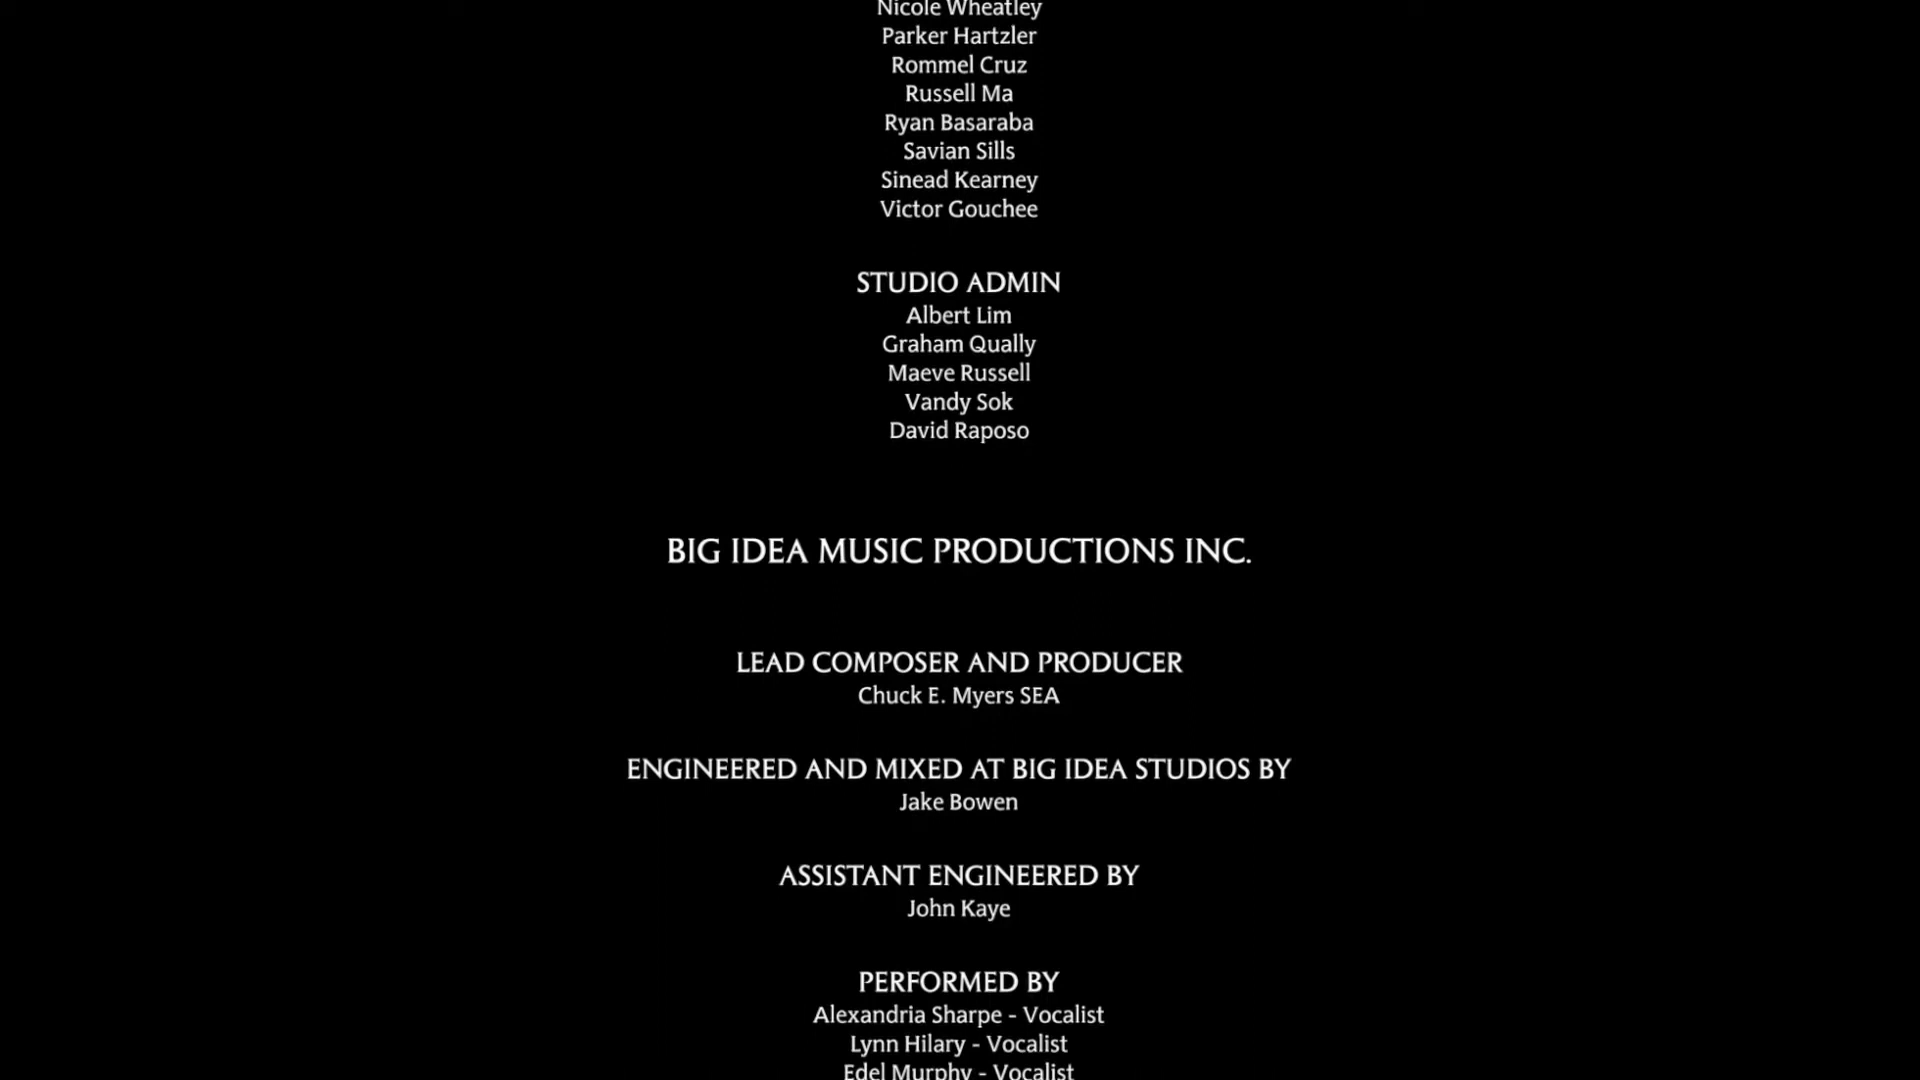 Nicole Wheatley
Parker Hartzler
Rommel Cruz
Russell Ma
Ryan Basaraba
Savian Sills
Sinead Kearney
Victor Gouchee
STUDIO ADMIN
Albert Lim
Graham Qually
Maeve Russell
Vandy Sok
David Raposo
BIG IDEA MUSIC PRODUCTIONS INC.
LEAD COMPOSER AND PRODUCER
Chuck E. Myers SEA
ENGINEERED AND MIXED AT BIG IDEA STUDIOS BY
Jake Bowen
ASSISTANT ENGINEERED BY
John Kaye
PERFORMED BY
Alexandria Sharpe - Vocalist
Lynn Hilary - Vocalist
Edel Murphy - Vocalist